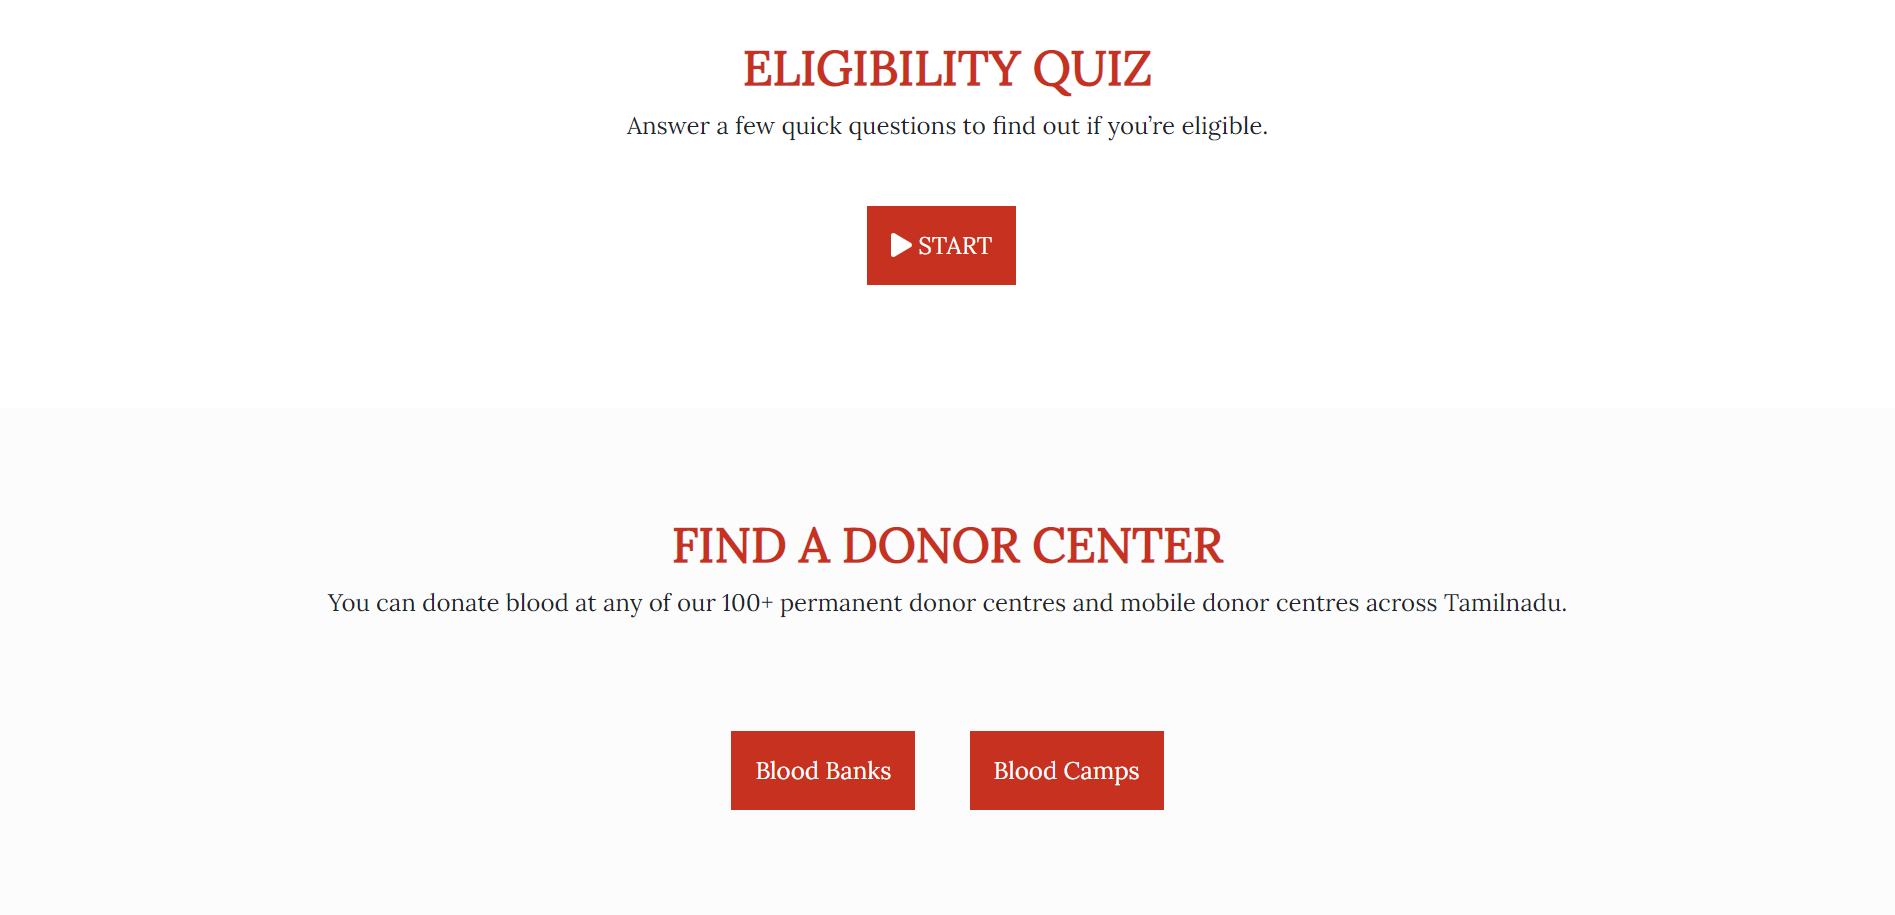 ELIGIBILITY QUIZ
Answer a few quick questions to find out if you’re eligible.
START
FIND A DONOR CENTER
You can donate blood at any of our 100+ permanent donor centres and mobile donor centres across Tamilnadu.
Blood Banks
Blood Camps